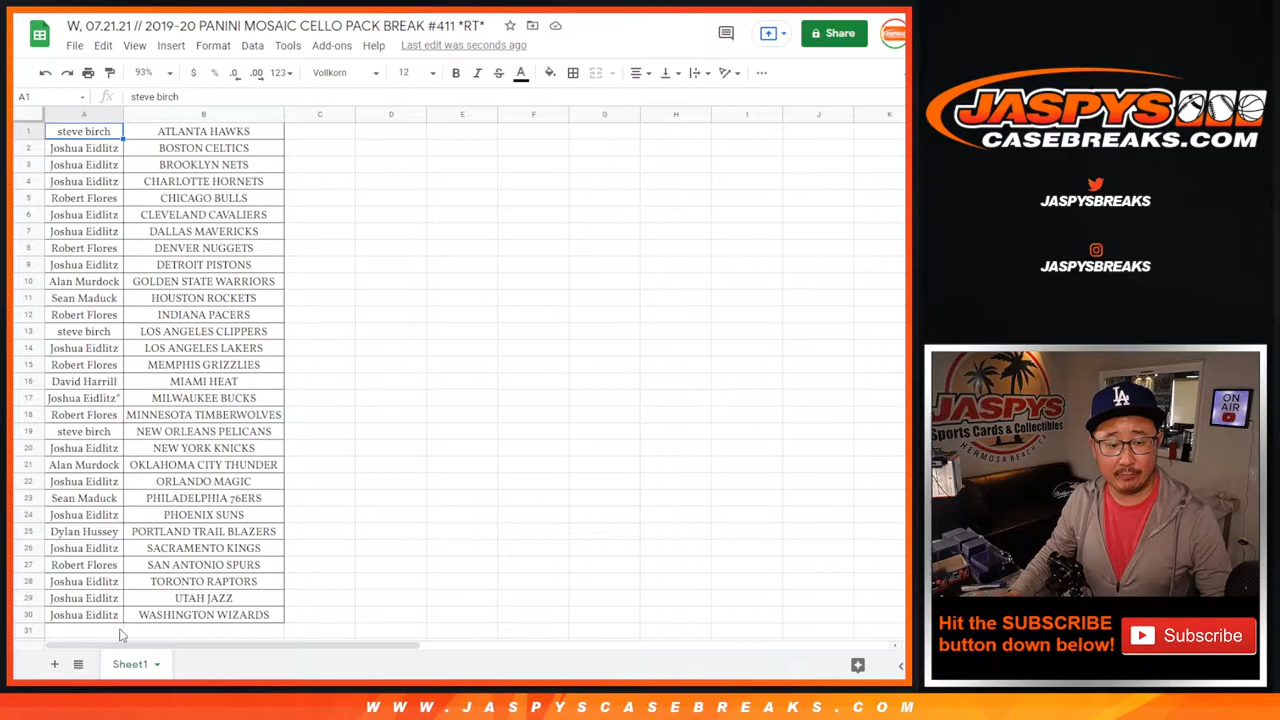 W, 07.21.21 // 2019-20 PANINI MOSAIC CELLO PACK BREAK #411 *RT*
File Edit View Insert Format Data Tools Add-ons Help Last edit was seconds ago
Share
93% $ % .0 .00 123 Vollkorn 12 B I S A
A1 fx steve birch
A B C D E F G H I J K
1 steve birch ATLANTA HAWKS
2 Joshua Eidlitz BOSTON CELTICS
3 Joshua Eidlitz BROOKLYN NETS
4 Joshua Eidlitz CHARLOTTE HORNETS
5 Robert Flores CHICAGO BULLS
6 Joshua Eidlitz CLEVELAND CAVALIERS
7 Joshua Eidlitz DALLAS MAVERICKS
8 Robert Flores DENVER NUGGETS
9 Joshua Eidlitz DETROIT PISTONS
10 Alan Murdock GOLDEN STATE WARRIORS
11 Sean Maduck HOUSTON ROCKETS
12 Robert Flores INDIANA PACERS
13 steve birch LOS ANGELES CLIPPERS
14 Joshua Eidlitz LOS ANGELES LAKERS
15 Robert Flores MEMPHIS GRIZZLIES
16 David Harrill MIAMI HEAT
17 Joshua Eidlitz* MILWAUKEE BUCKS
18 Robert Flores MINNESOTA TIMBERWOLVES
19 steve birch NEW ORLEANS PELICANS
20 Joshua Eidlitz NEW YORK KNICKS
21 Alan Murdock OKLAHOMA CITY THUNDER
22 Joshua Eidlitz ORLANDO MAGIC
23 Sean Maduck PHILADELPHIA 76ERS
24 Joshua Eidlitz PHOENIX SUNS
25 Dylan Hussey PORTLAND TRAIL BLAZERS
26 Joshua Eidlitz SACRAMENTO KINGS
27 Robert Flores SAN ANTONIO SPURS
28 Joshua Eidlitz TORONTO RAPTORS
29 Joshua Eidlitz UTAH JAZZ
30 Joshua Eidlitz WASHINGTON WIZARDS
31
Sheet1
JASPYS
CASEBREAKS.COM
JASPYSBREAKS
JASPYSBREAKS
JASPYS
Sports Cards & Collectibles
HERMOSA BEACH, CA
ON AIR
LA
Hit the SUBSCRIBE
button down below!
Subscribe
WWW.JASPYSCASEBREAKS.COM